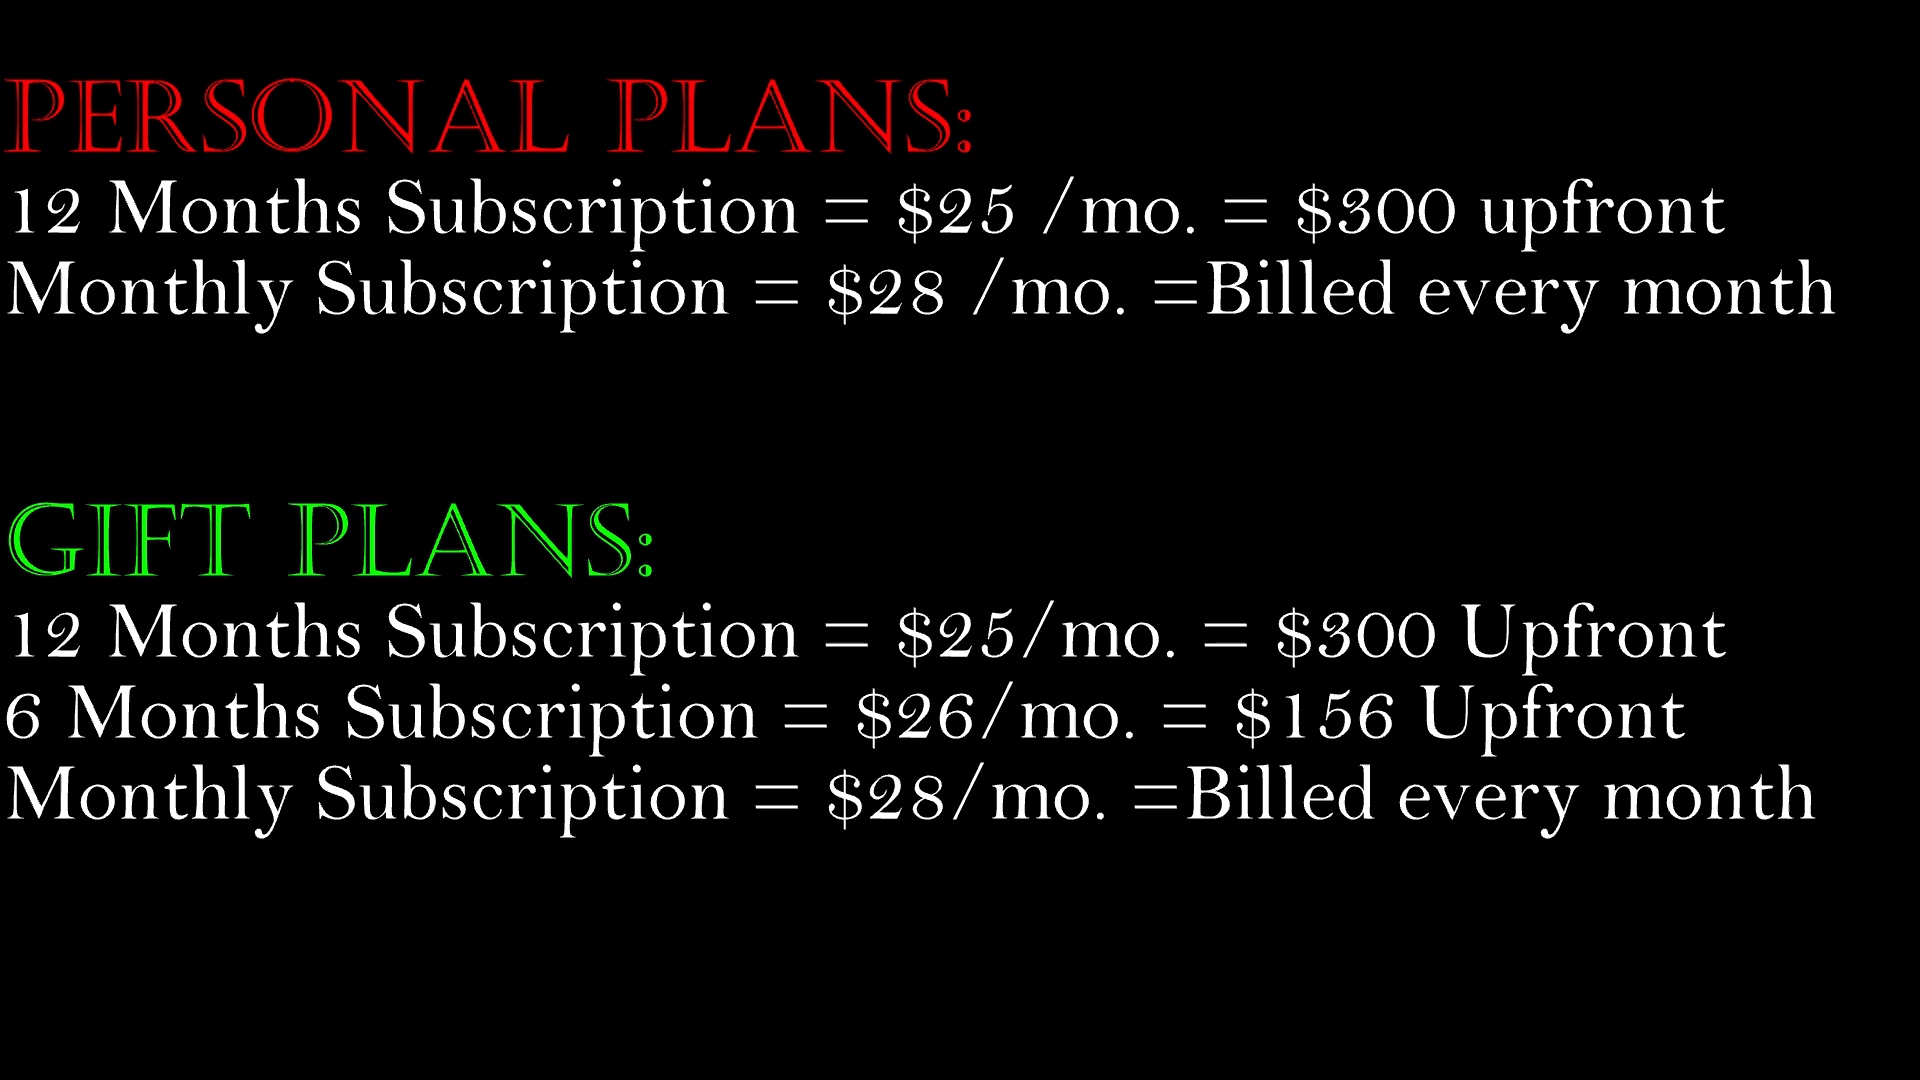 PERSONAL PLANS:
12 Months Subscription = $25 /mo. = $300 upfront
Monthly Subscription = $28 /mo. =Billed every month
GIFT PLANS:
12 Months Subscription = $25/mo. = $300 Upfront
6 Months Subscription = $26/mo. = $156 Upfront
Monthly Subscription = $28/mo. =Billed every month